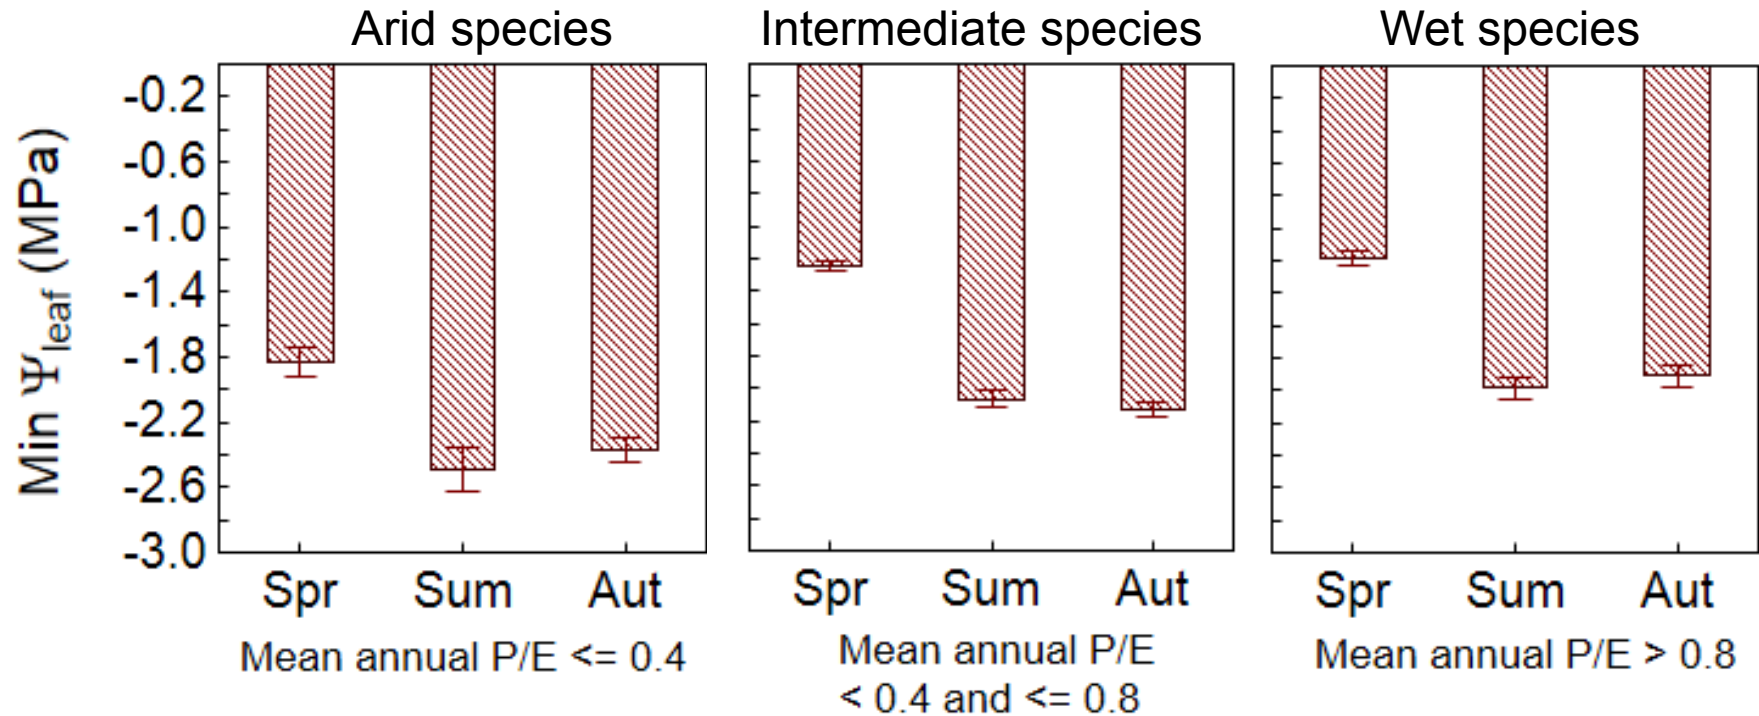 Arid species
Intermediate species
Wet species
Min Ψleaf (MPa)
-0.2
-0.6
-1.0
-1.4
-1.8
-2.2
-2.6
-3.0
Spr Sum Aut
Spr Sum Aut
Spr Sum Aut
Mean annual P/E <= 0.4
Mean annual P/E
< 0.4 and <= 0.8
Mean annual P/E > 0.8